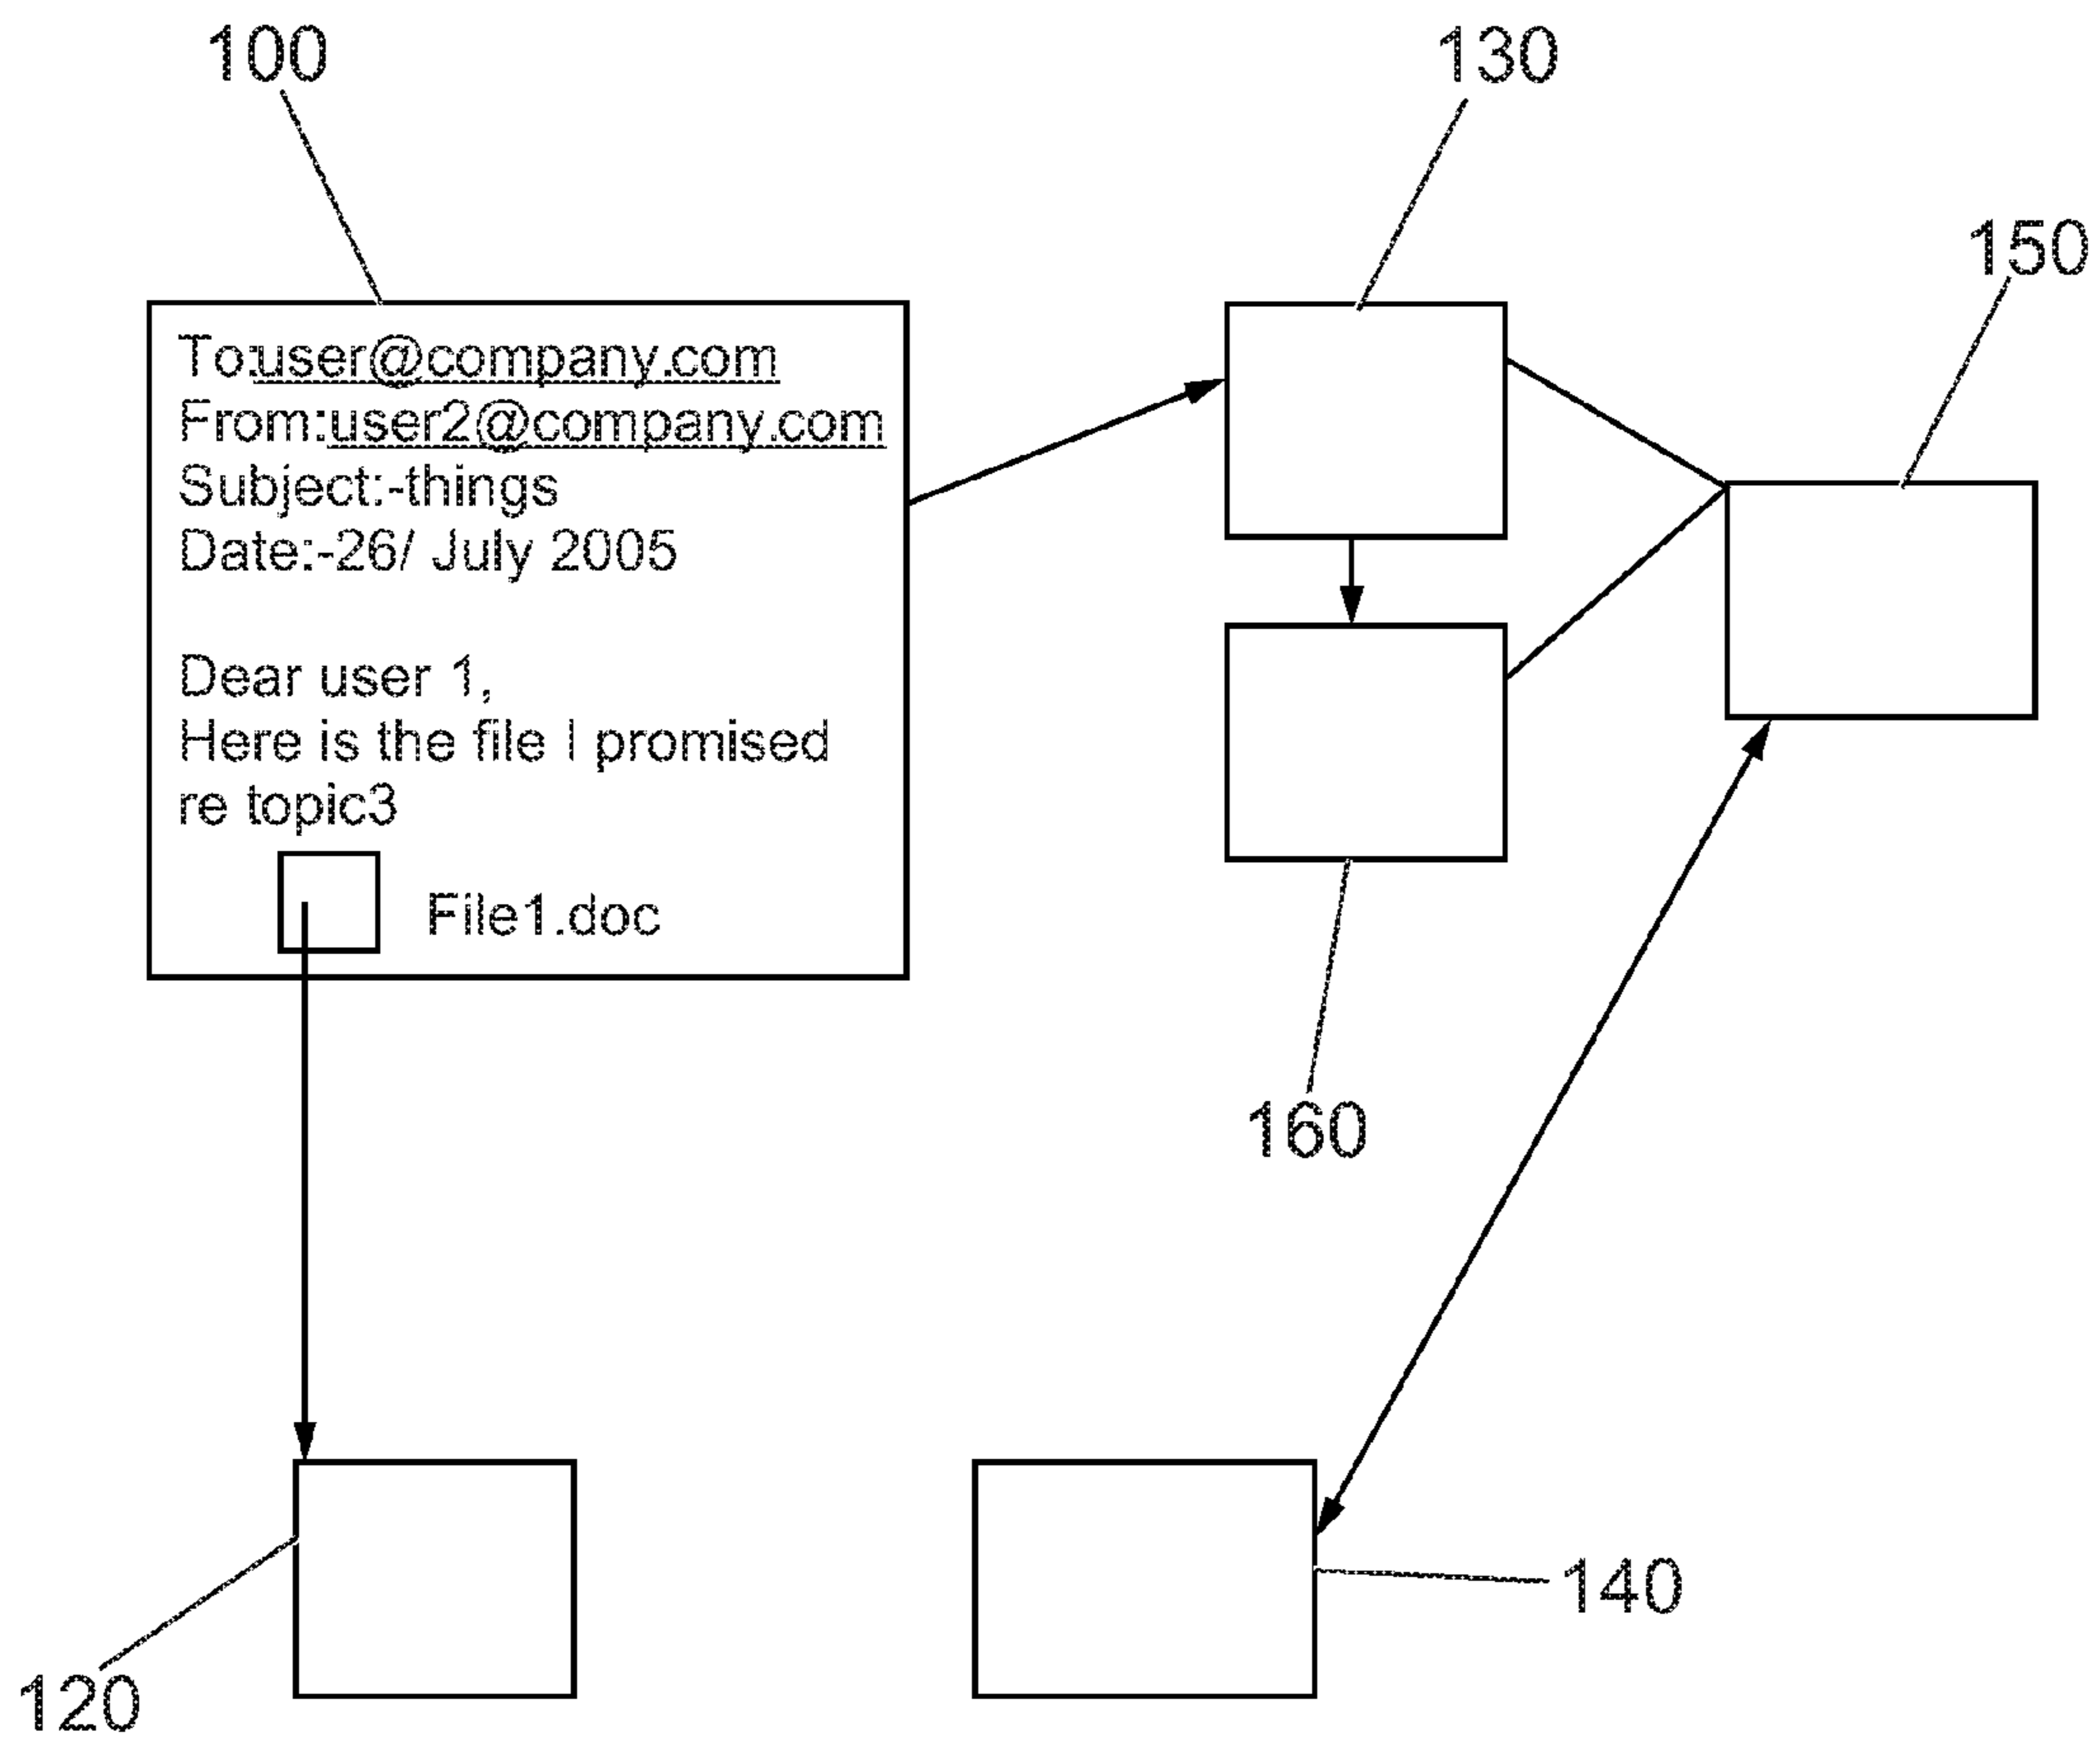 100
130
150
To:user@company.com
From:user2@company.com
Subject:-things
Date:-26/ July 2005
Dear user 1,
Here is the file I promised
re topic3
File1.doc
160
140
120